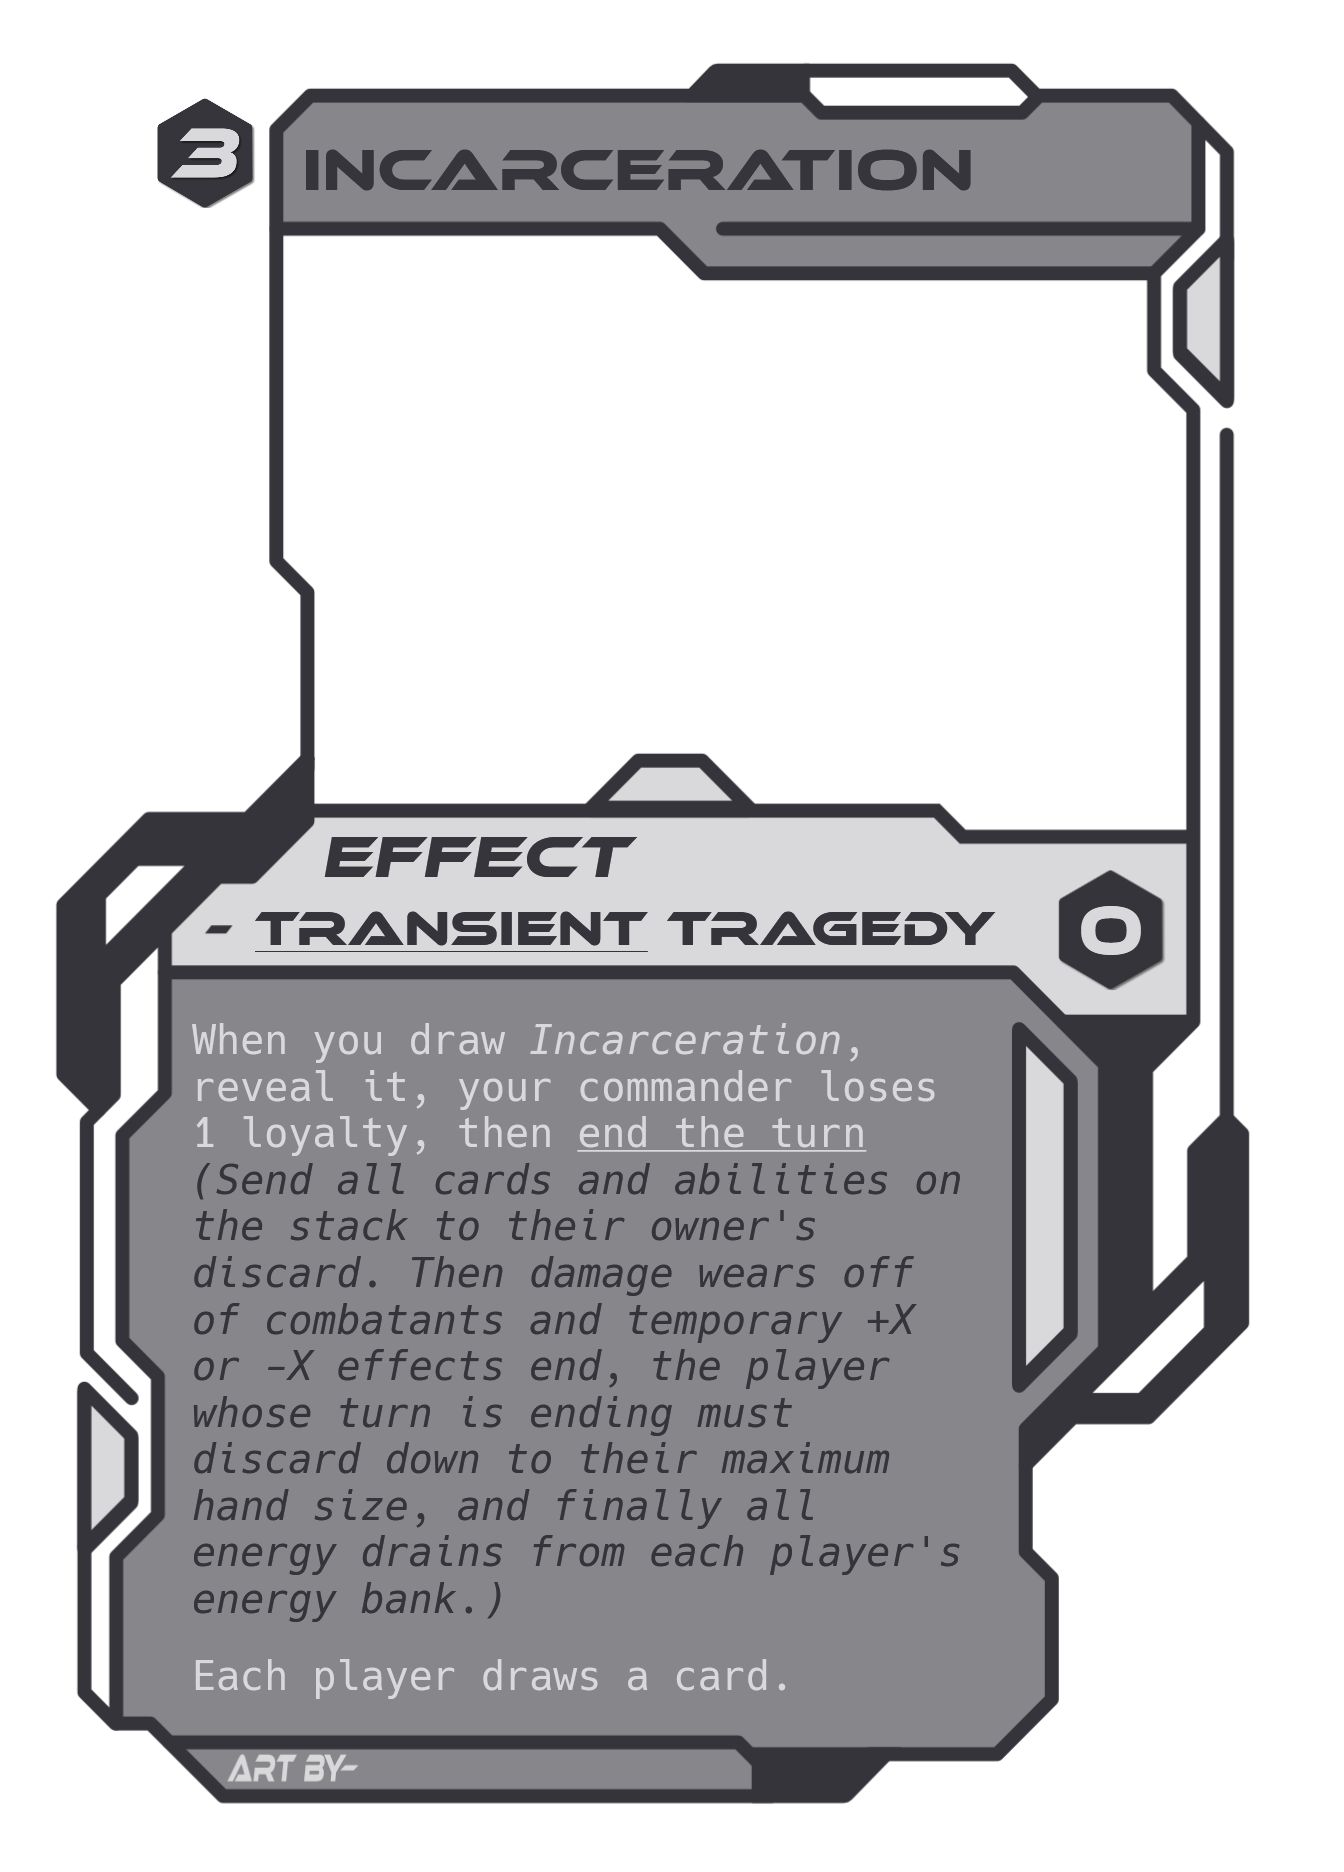 3
INCARCERATION
EFFECT
- TRANSIENT TRAGEDY
0
When you draw Incarceration,
reveal it, your commander loses
1 loyalty, then end the turn
(Send all cards and abilities on
the stack to their owner's
discard. Then damage wears off
of combatants and temporary +X
or -X effects end, the player
whose turn is ending must
discard down to their maximum
hand size, and finally all
energy drains from each player's
energy bank.)
Each player draws a card.
ART BY-